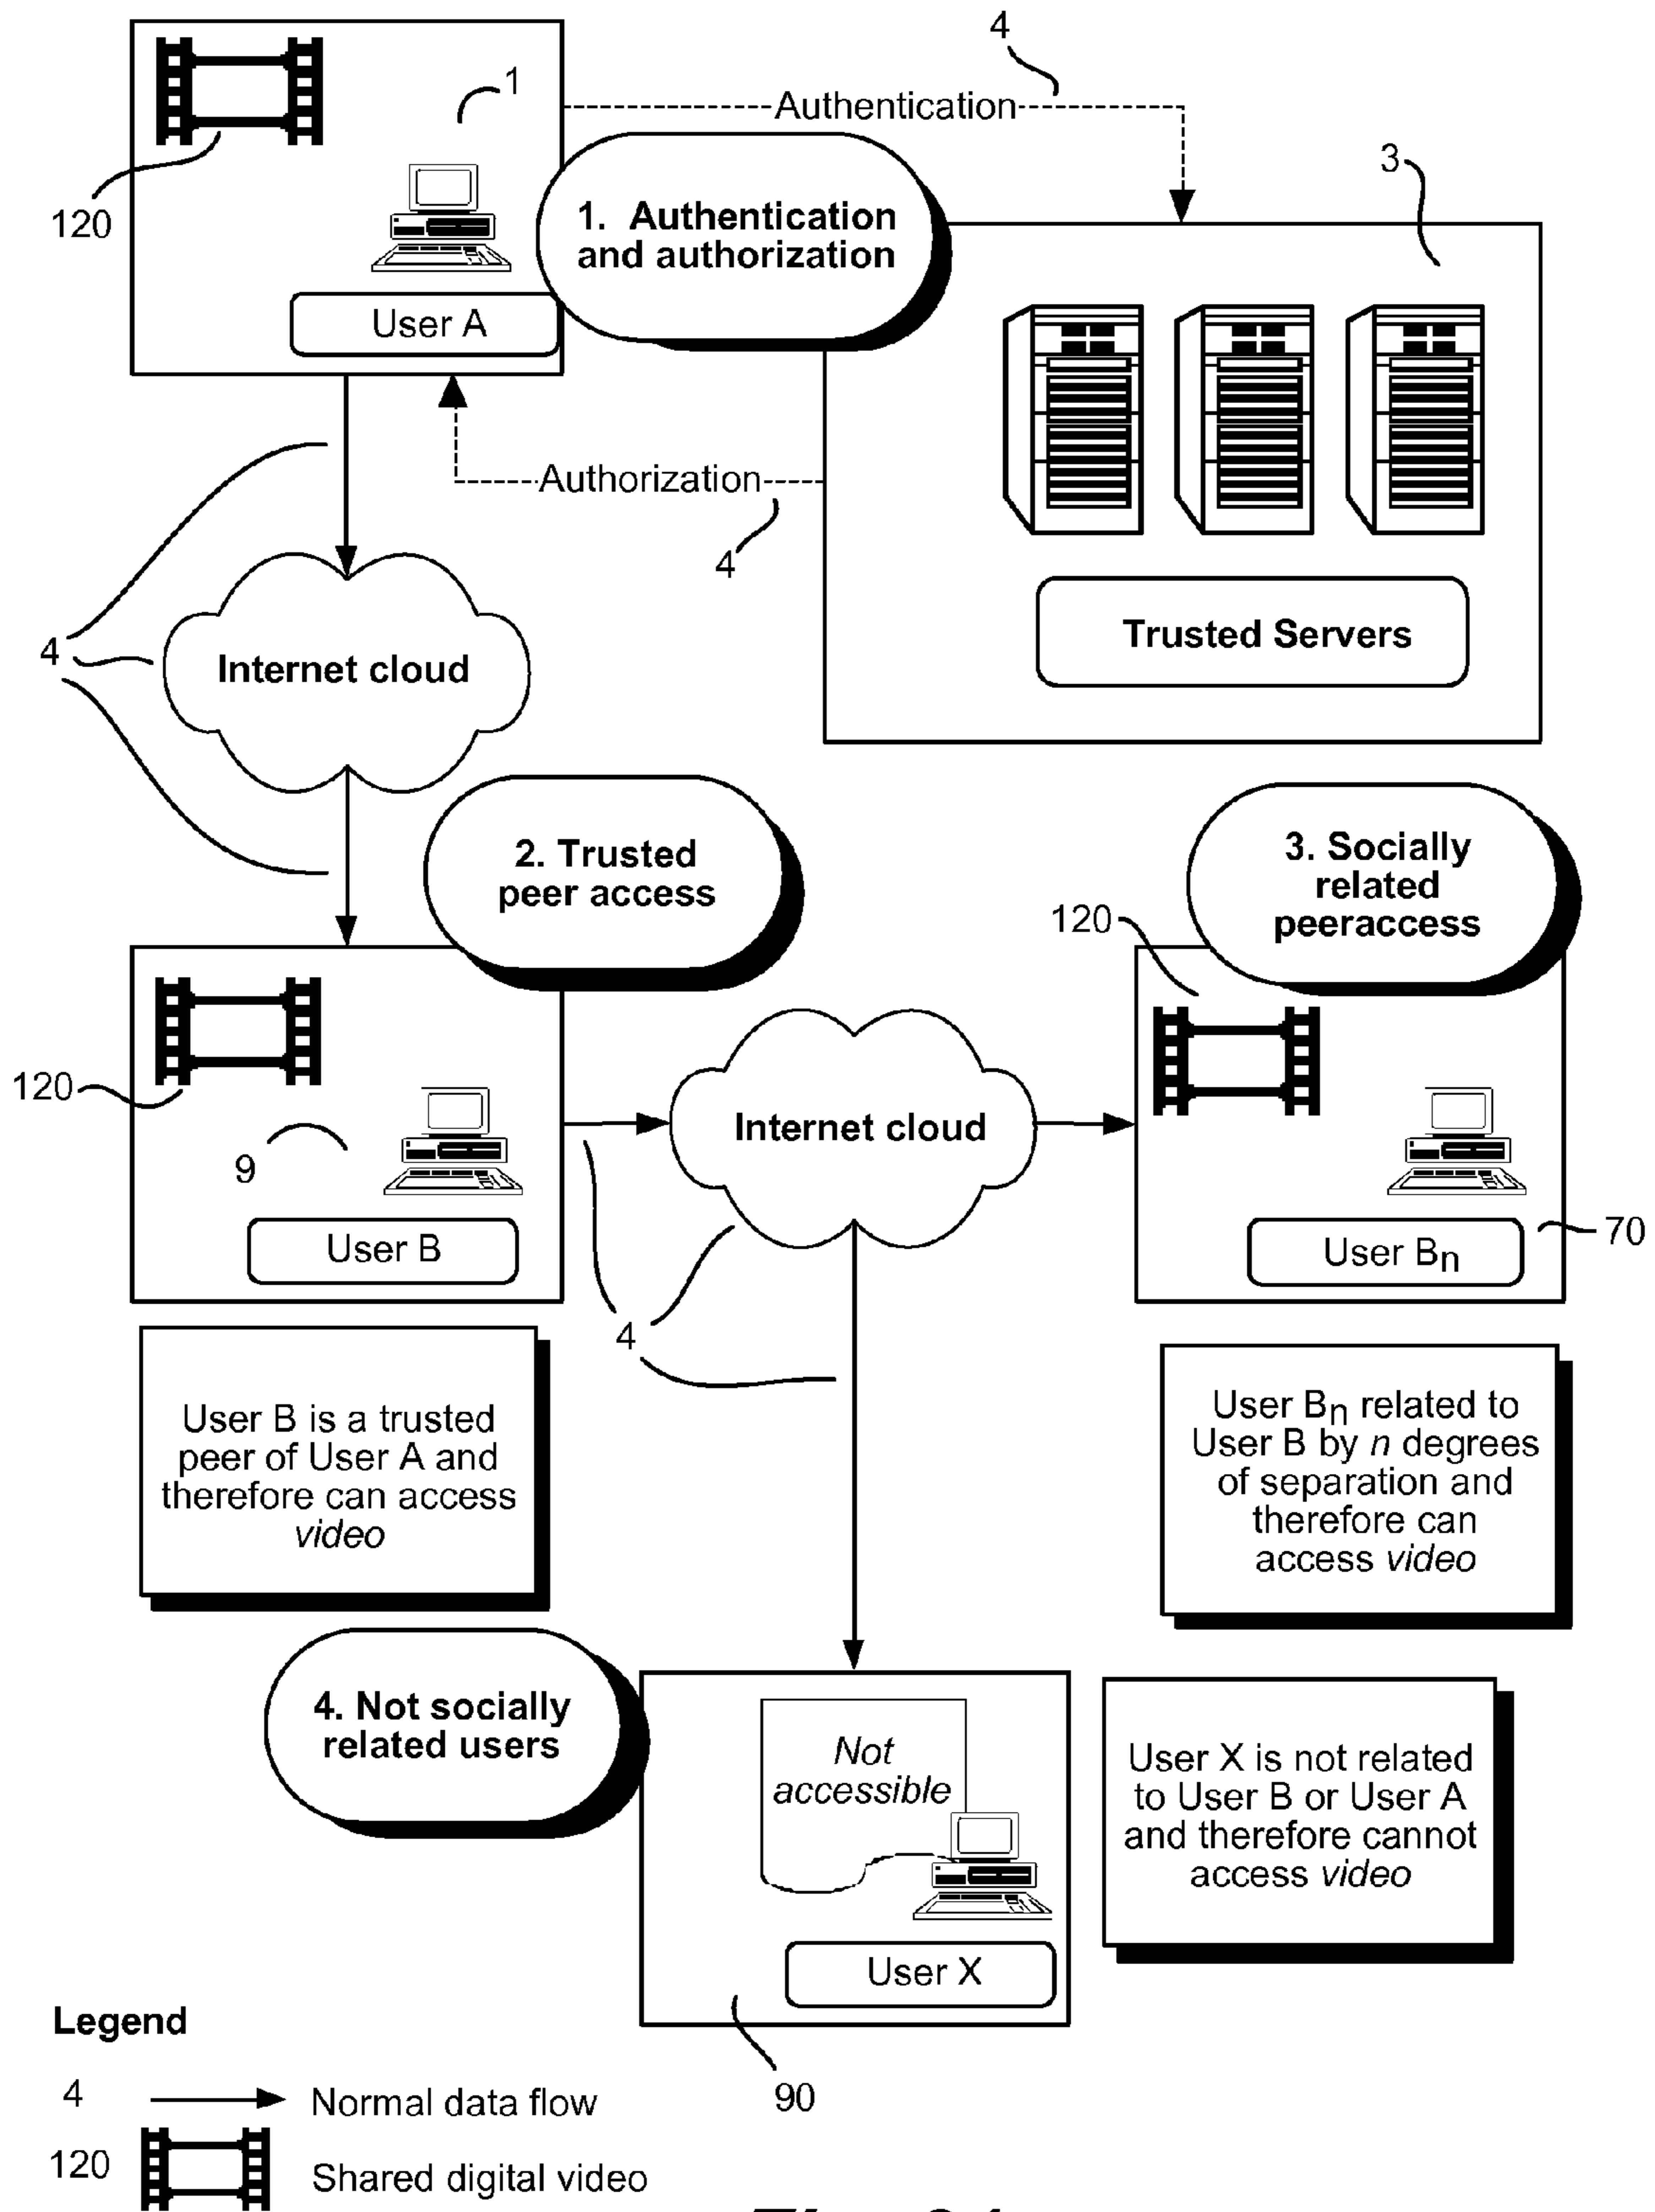 4
1
Authentication
3
120
1. Authentication
and authorization
User A
Authorization
4
4
Internet cloud
Trusted Servers
2. Trusted
peer access
3. Socially
related
peeraccess
120
120
9
Internet cloud
User B
User Bn
70
4
User B is a trusted
peer of User A and
therefore can access
video
User Bn related to
User B by n degrees
of separation and
therefore can
access video
4. Not socially
related users
Not
accessible
User X is not related
to User B or User A
and therefore cannot
access video
User X
90
Legend
4 Normal data flow
120 Shared digital video